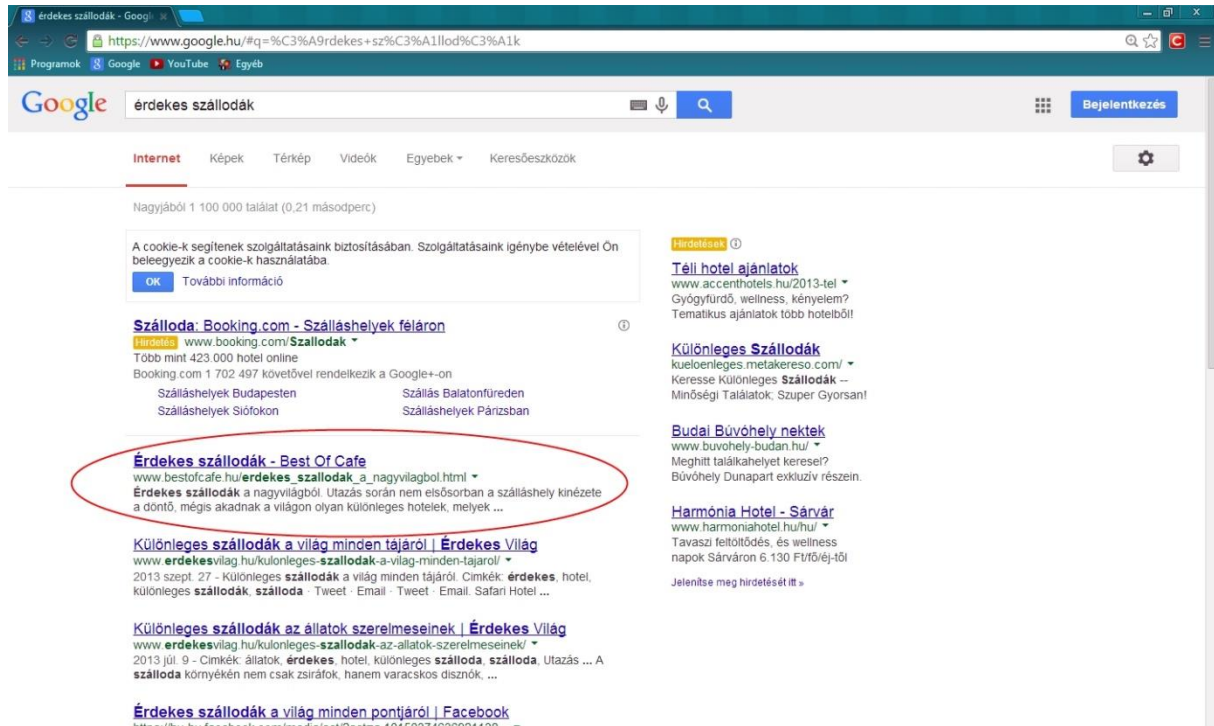 érdekes szállodák - Googl
https://www.google.hu/#q=%C3%A9rdekes+sz%C3%A1llod%C3%A1k
Programok Google YouTube Egyéb
Google érdekes szállodák Bejelentkezés
Internet Képek Térkép Videók Egyebek Keresőeszközök
Nagyjából 1 100 000 találat (0,21 másodperc)
A cookie-k segítenek szolgáltatásaink biztosításában. Szolgáltatásaink igénybe vételével Ön
beleegyezik a cookie-k használatába.
OK További információ
Szálloda: Booking.com - Szálláshelyek féláron
Hirdetés www.booking.com/Szallodak
Több mint 423.000 hotel online
Booking.com 1 702 497 követővel rendelkezik a Google+-on
Szálláshelyek Budapesten Szállás Balatonfüreden
Szálláshelyek Siófokon Szálláshelyek Párizsban
Érdekes szállodák - Best Of Cafe
www.bestofcafe.hu/erdekes_szallodak_a_nagyvilagbol.html
Érdekes szállodák a nagyvilágból. Utazás során nem elsősorban a szálláshely kinézete
a döntő, mégis akadnak a világon olyan különleges hotelek, melyek ...
Különleges szállodák a világ minden tájáról | Érdekes Világ
www.erdekesvilag.hu/kulonleges-szallodak-a-vilag-minden-tajarol/
2013 szept. 27 - Különleges szállodák a világ minden tájáról. Cimkék: érdekes, hotel,
különleges szállodák, szálloda · Tweet · Email · Tweet · Email. Safari Hotel ...
Különleges szállodák az állatok szerelmeseinek | Érdekes Világ
www.erdekesvilag.hu/kulonleges-szallodak-az-allatok-szerelmeseinek/
2013 júl. 9 - Cimkék: állatok, érdekes, hotel, különleges szálloda, szálloda, Utazás ... A
szálloda környékén nem csak zsiráfok, hanem varacskos disznók, ...
Érdekes szállodák a világ minden pontjáról | Facebook
Hirdetések
Téli hotel ajánlatok
www.accenthotels.hu/2013-tel
Gyógyfürdő, wellness, kényelem?
Tematikus ajánlatok több hotelből!
Különleges Szállodák
kueloenleges.metakereso.com/
Keresse Különleges Szállodák --
Minőségi Találatok; Szuper Gyorsan!
Budai Búvóhely nektek
www.buvohely-budan.hu/
Meghitt találkahelyet keresel?
Búvóhely Dunapart exkluzív részein.
Harmónia Hotel - Sárvár
www.harmoniahotel.hu/hu/
Tavaszi feltöltődés, és wellness
napok Sárváron 6.130 Ft/fő/éj-től
Jelenítse meg hirdetését itt »